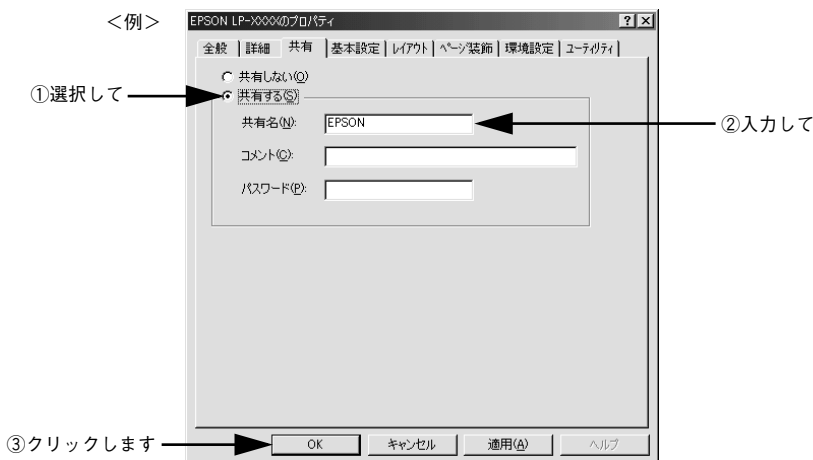 <例>
EPSON LP-XXXXのプロパティ
全般 詳細 共有 基本設定 レイアウト ページ装飾 環境設定 ユーティリティ
共有しない(O)
①選択して
共有する(S)
共有名(N): EPSON
②入力して
コメント(C):
パスワード(P):
③クリックします
OK キャンセル 適用(A) ヘルプ